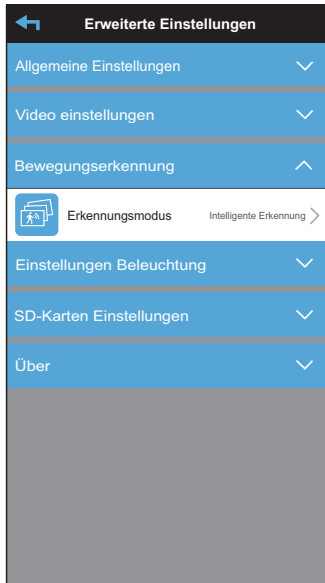 Erweiterte Einstellungen
Allgemeine Einstellungen
Video einstellungen
Bewegungserkennung
Erkennungsmodus Intelligente Erkennung
Einstellungen Beleuchtung
SD-Karten Einstellungen
Über